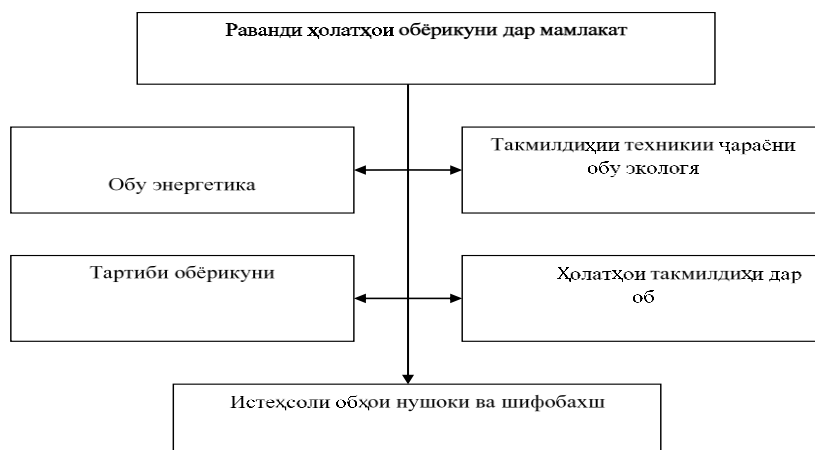 Раванди ҳолатҳои обёрикуни дар мамлакат
Обу энергетика
Такмилдиҳии техникии ҷараёни
обу экологя
Тартиби обёрикуни
Ҳолатҳои такмилдиҳи дар
об
Истеҳсоли обҳои нушоки ва шифобахш